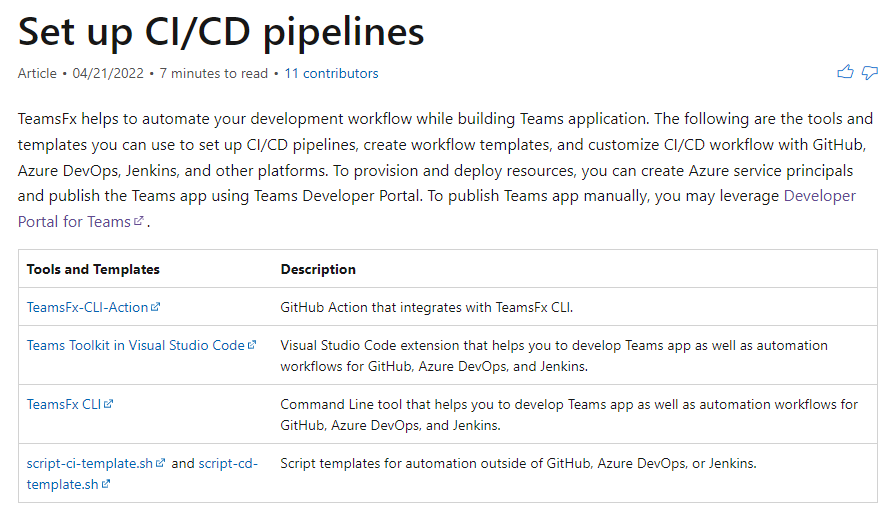 Set up CI/CD pipelines
Article • 04/21/2022 • 7 minutes to read • 11 contributors
TeamsFx helps to automate your development workflow while building Teams application. The following are the tools and
templates you can use to set up CI/CD pipelines, create workflow templates, and customize CI/CD workflow with GitHub,
Azure DevOps, Jenkins, and other platforms. To provision and deploy resources, you can create Azure service principals
and publish the Teams app using Teams Developer Portal. To publish Teams app manually, you may leverage Developer
Portal for Teams .
Tools and Templates Description
TeamsFx-CLI-Action GitHub Action that integrates with TeamsFx CLI.
Teams Toolkit in Visual Studio Code Visual Studio Code extension that helps you to develop Teams app as well as automation
workflows for GitHub, Azure DevOps, and Jenkins.
TeamsFx CLI Command Line tool that helps you to develop Teams app as well as automation workflows for
GitHub, Azure DevOps, and Jenkins.
script-ci-template.sh and script-cd- Script templates for automation outside of GitHub, Azure DevOps, or Jenkins.
template.sh